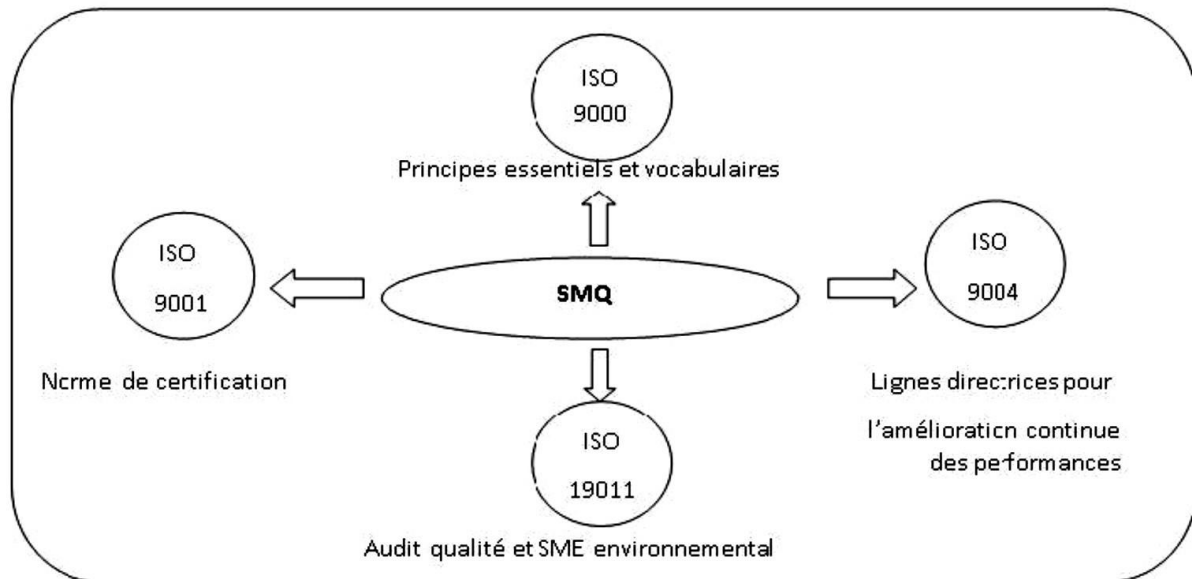 ISO
9000
Principes essentiels et vocabulaires
ISO
9001
Norme de certification
SMQ
ISO
9004
Lignes directrices pour
l'amélioration continue
des performances
ISO
19011
Audit qualité et SME environnemental